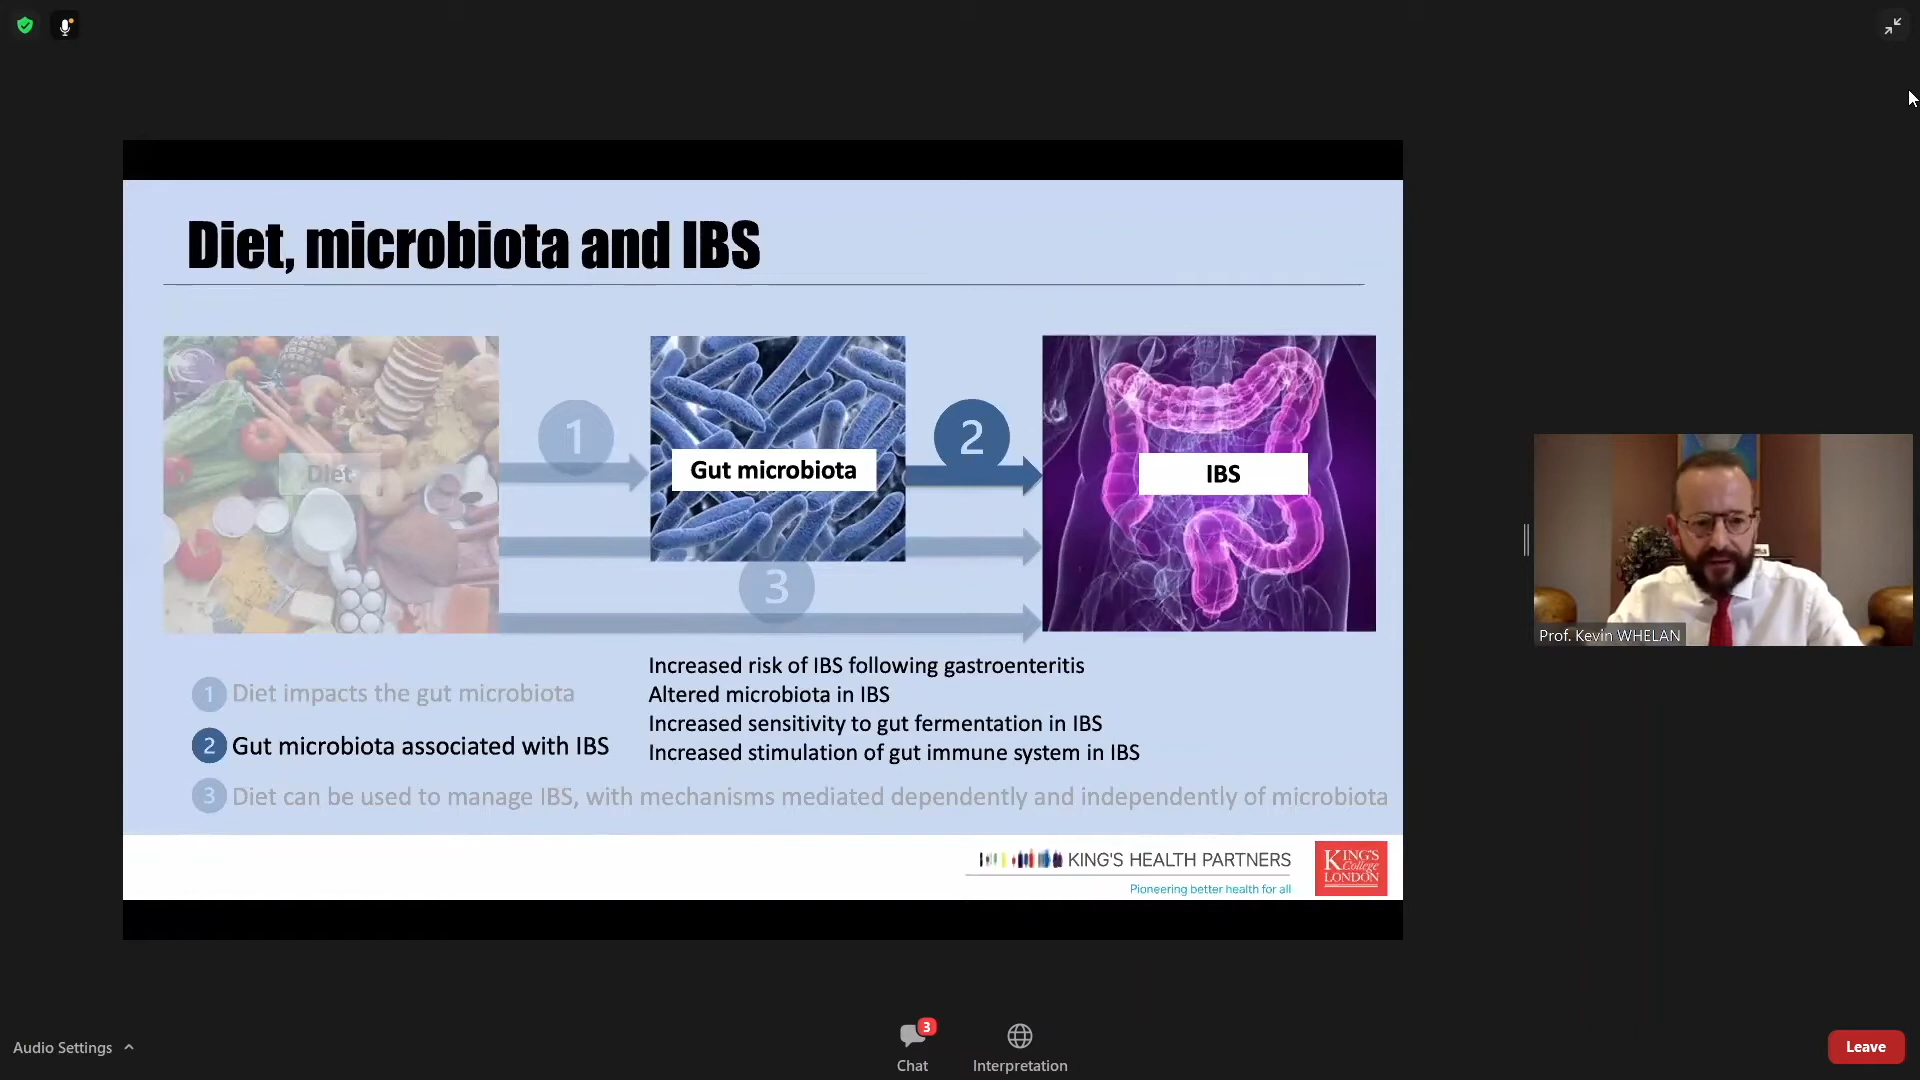 Diet, microbiota and IBS
Diet
1
Gut microbiota
2
IBS
3
Increased risk of IBS following gastroenteritis
Altered microbiota in IBS
Increased sensitivity to gut fermentation in IBS
Increased stimulation of gut immune system in IBS
1 Diet impacts the gut microbiota
2 Gut microbiota associated with IBS
3 Diet can be used to manage IBS, with mechanisms mediated dependently and independently of microbiota
KING'S HEALTH PARTNERS
Pioneering better health for all
KING'S
College
LONDON
Prof. Kevin WHELAN
Audio Settings
3
Chat
Interpretation
Leave